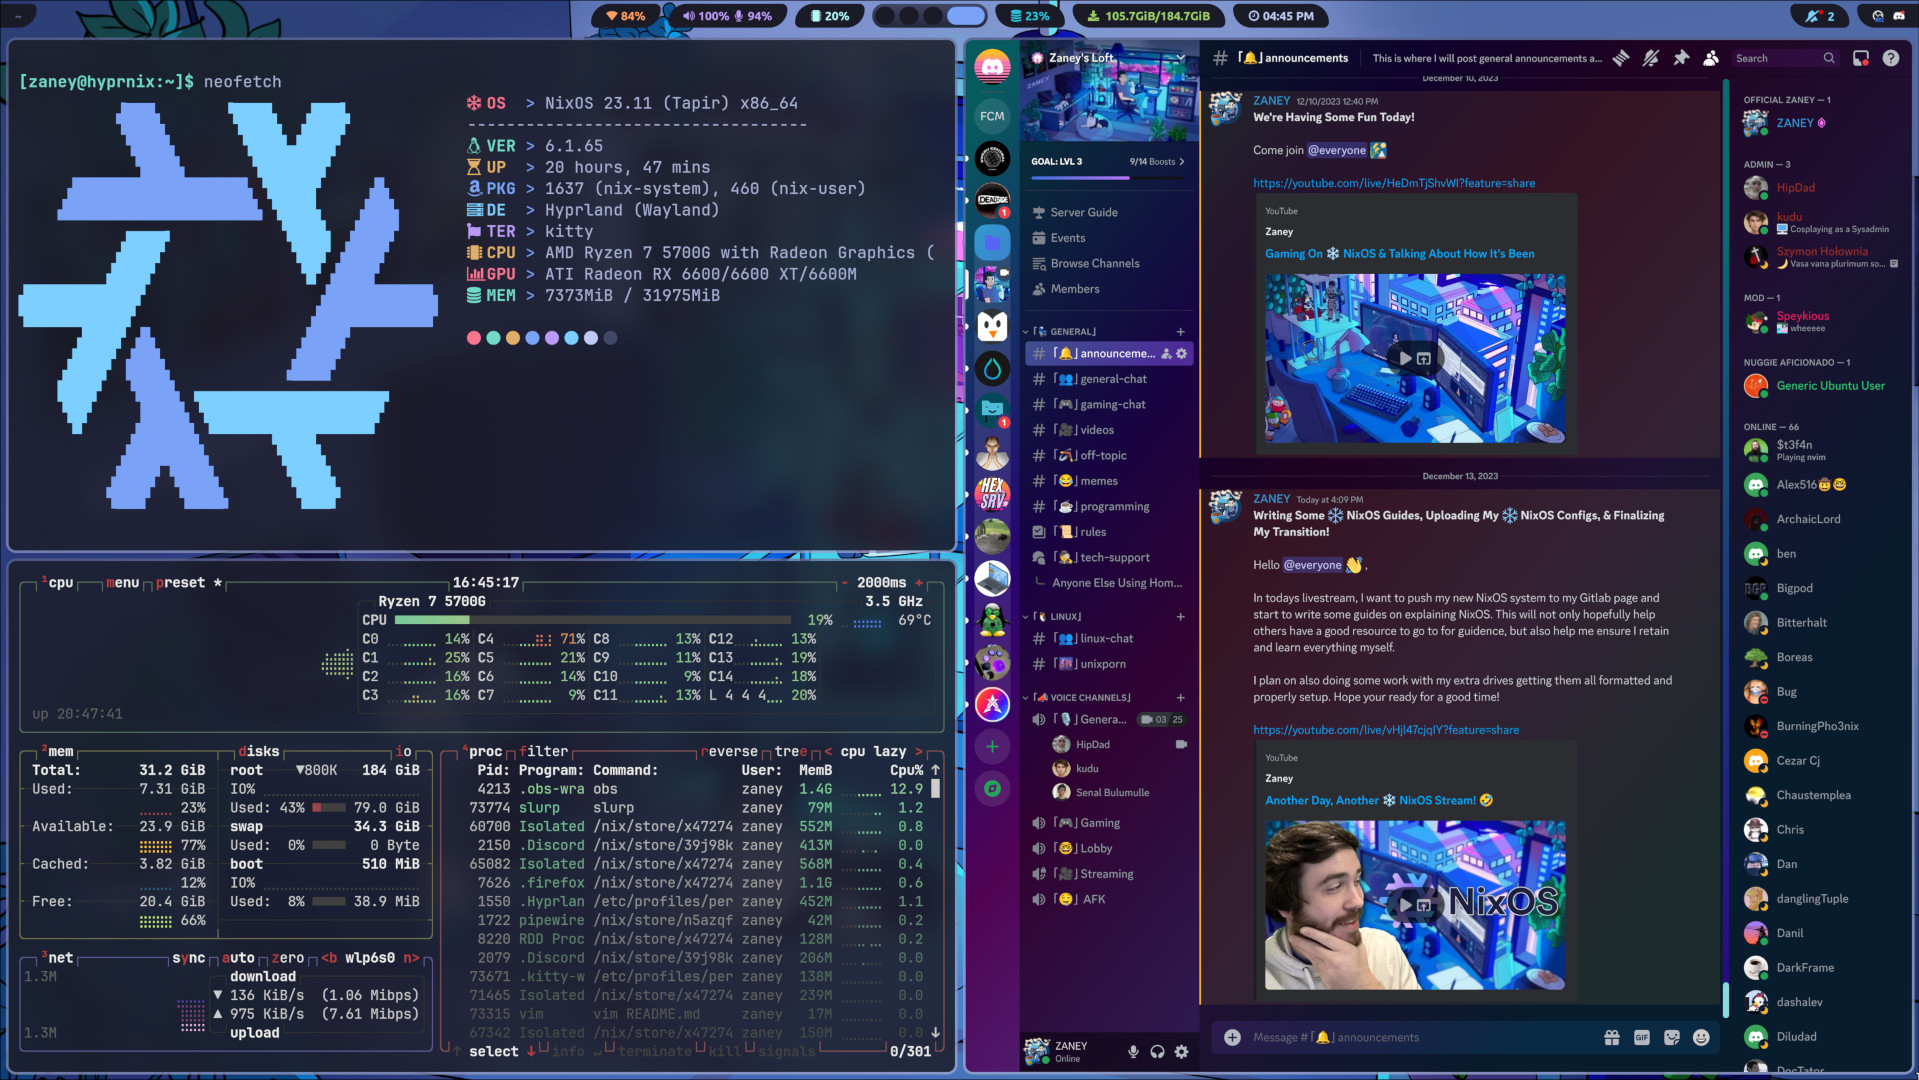 84%
100% 94%
20%
23%
105.7GiB/184.7GiB
04:45 PM
2
[zaney@hyprnix:~]$ neofetch
OS > NixOS 23.11 (Tapir) x86_64
-----------------------------------
VER > 6.1.65
UP > 20 hours, 47 mins
PKG > 1637 (nix-system), 460 (nix-user)
DE > Hyprland (Wayland)
TER > kitty
CPU > AMD Ryzen 7 5700G with Radeon Graphics (
GPU > ATI Radeon RX 6600/6600 XT/6600M
MEM > 7373MiB / 31975MiB
1cpu menu preset * 16:45:17 - 2000ms +
Ryzen 7 5700G 3.5 GHz
CPU 19% 69°C
C0 14% C4 71% C8 13% C12 13%
C1 25% C5 21% C9 11% C13 19%
C2 16% C6 14% C10 9% C14 18%
C3 16% C7 9% C11 13% L 4 4 4 20%
up 20:47:41
2mem disks io
Total: 31.2 GiB
Used: 7.31 GiB
23%
Available: 23.9 GiB
77%
Cached: 3.82 GiB
12%
Free: 20.4 GiB
66%
root ▼800K 184 GiB
IO%
Used: 43% 79.0 GiB
swap 34.3 GiB
Used: 0% 0 Byte
boot 510 MiB
IO%
Used: 8% 38.9 MiB
3net sync auto zero <b wlp6s0 n>
1.3M
download
▼ 136 KiB/s (1.06 Mibps)
▲ 975 KiB/s (7.61 Mibps)
upload
1.3M
4proc filter reverse tree < cpu lazy >
Pid: Program: Command: User: MemB Cpu% ↑
4213 .obs-wra obs zaney 1.4G 12.9
73774 slurp slurp zaney 79M 1.2
60700 Isolated /nix/store/x47274 zaney 552M 0.8
2150 .Discord /nix/store/39j98k zaney 413M 0.0
65082 Isolated /nix/store/x47274 zaney 568M 0.4
7626 .firefox /nix/store/x47274 zaney 1.1G 0.6
1550 .Hyprlan /etc/profiles/per zaney 452M 1.1
1722 pipewire /nix/store/n5azqf zaney 42M 0.2
8220 RDD Proc /nix/store/x47274 zaney 128M 0.2
2079 .Discord /nix/store/39j98k zaney 206M 0.0
73671 .kitty-w /etc/profiles/per zaney 138M 0.0
71465 Isolated /nix/store/x47274 zaney 239M 0.0
73315 vim vim README.md zaney 17M 0.0
67342 Isolated /nix/store/x47274 zaney 150M 0.0 ↓
↑ select ↓ info ↵ terminate kill signals 0/301
FCM
DEAFSIDE
1
1
HEX
SRV
Zaney's Loft
ZANEY
GOAL: LVL 3 9/14 Boosts >
Server Guide
Events
Browse Channels
Members
「」GENERAL] +
# 「🔔」announceme...
# 「👥」general-chat
# 「🎮」gaming-chat
# 「🎥」videos
# 「」off-topic
# 「😂」memes
# 「☕」programming
「📜」rules
「」tech-support
Anyone Else Using Hom...
「🐧 LINUX] +
# 「👥」linux-chat
# 「」unixporn
「📣 VOICE CHANNELS] +
「🎙」Genera... 03 25
HipDad
kudu
Senal Bulumulle
「🎮」Gaming
「🤓」Lobby
「🎥」Streaming
「」AFK
ZANEY
Online
# 「🔔」announcements This is where I will post general announcements a...
Search
December 10, 2023
ZANEY 12/10/2023 12:40 PM
We're Having Some Fun Today!
Come join @everyone
https://youtube.com/live/HeDmTjShvWI?feature=share
YouTube
Zaney
Gaming On ❄ NixOS & Talking About How It's Been
December 13, 2023
ZANEY Today at 4:09 PM
Writing Some ❄ NixOS Guides, Uploading My ❄ NixOS Configs, & Finalizing
My Transition!
Hello @everyone 👋,
In todays livestream, I want to push my new NixOS system to my Gitlab page and
start to write some guides on explaining NixOS. This will not only hopefully help
others have a good resource to go to for guidence, but also help me ensure I retain
and learn everything myself.
I plan on also doing some work with my extra drives getting them all formatted and
properly setup. Hope your ready for a good time!
https://youtube.com/live/vHjl47cjqIY?feature=share
YouTube
Zaney
Another Day, Another ❄ NixOS Stream! 🤣
NixOS
Message #「🔔」announcements
GIF
OFFICIAL ZANEY — 1
ZANEY
ADMIN — 3
HipDad
kudu
Cosplaying as a Sysadmin
Szymon Hołownia
Vasa vana plurimum so...
MOD — 1
Speykious
wheeeee
NUGGIE AFICIONADO — 1
Generic Ubuntu User
ONLINE — 66
$t3f4n
Playing nvim
Alex516🤠🤓
ArchaicLord
ben
Bigpod
Bitterhalt
Boreas
Bug
BurningPho3nix
Cezar Cj
Chaustemplea
Chris
Dan
danglingTuple
Danil
DarkFrame
dashalev
Diludad
DocTator